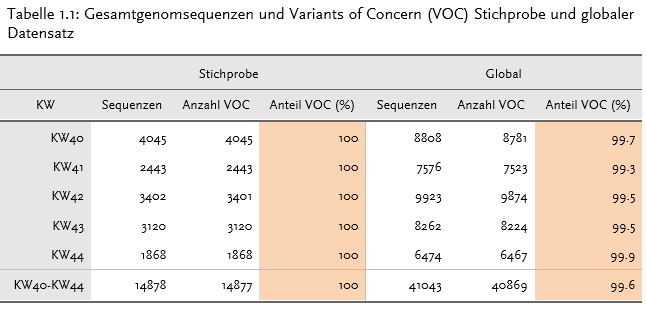 Tabelle 1.1: Gesamtgenomsequenzen und Variants of Concern (VOC) Stichprobe und globaler
Datensatz
Stichprobe Global
KW Sequenzen Anzahl VOC Anteil VOC (%) Sequenzen Anzahl VOC Anteil VOC (%)
KW40 4045 4045 100 8808 8781 99.7
KW41 2443 2443 100 7576 7523 99.3
KW42 3402 3401 100 9923 9874 99.5
KW43 3120 3120 100 8262 8224 99.5
KW44 1868 1868 100 6474 6467 99.9
KW40-KW44 14878 14877 100 41043 40869 99.6